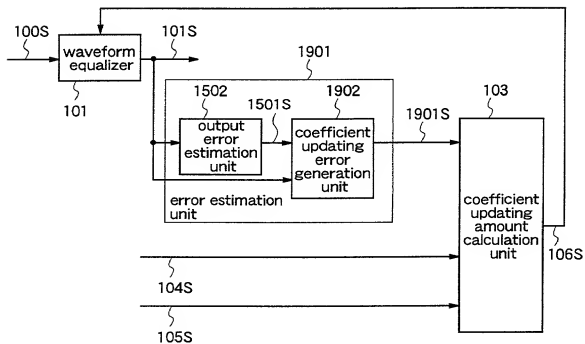 100S
waveform
equalizer
101
101S
1901
1502
output
error
estimation
unit
1501S
1902
coefficient
updating
error
generation
unit
error estimation
unit
1901S
103
coefficient
updating
amount
calculation
unit
106S
104S
105S